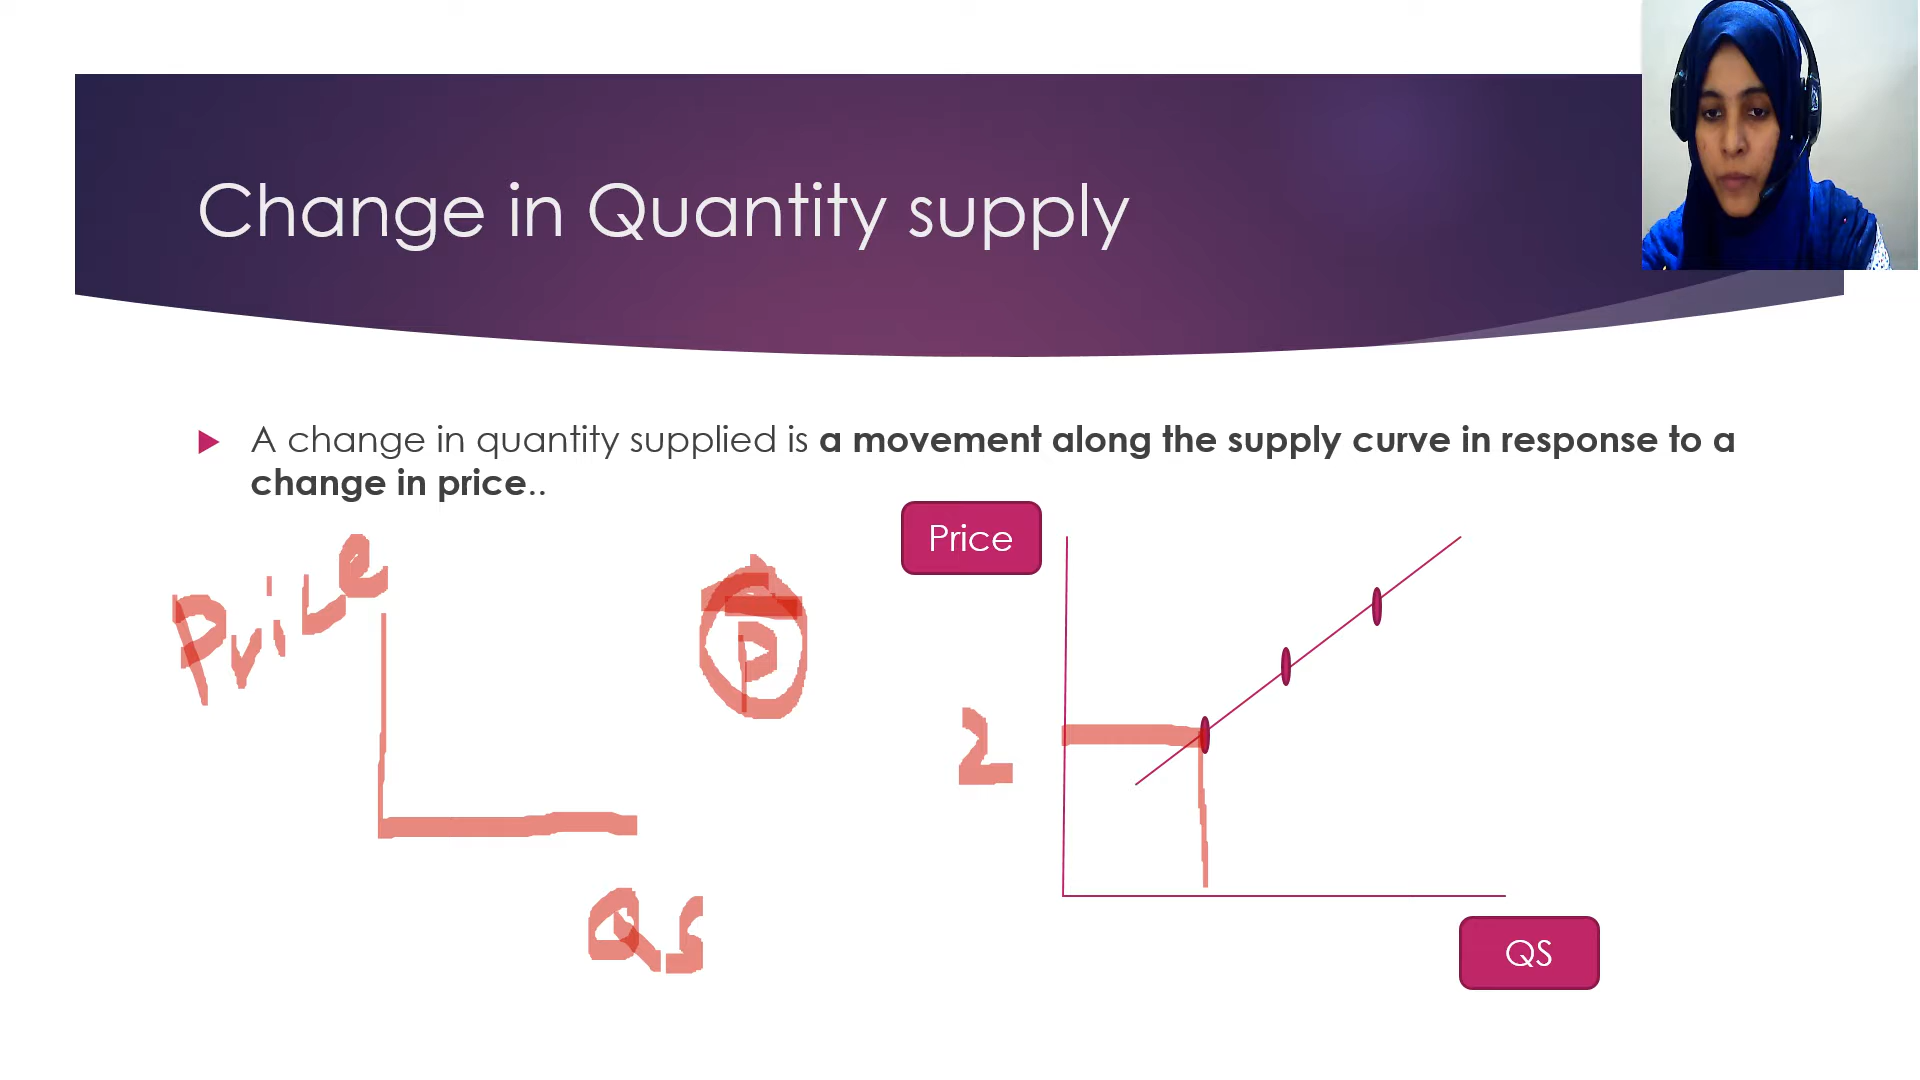 Change in Quantity supply
A change in quantity supplied is a movement along the supply curve in response to a
change in price..
Price
Price
P
2
QS
QS